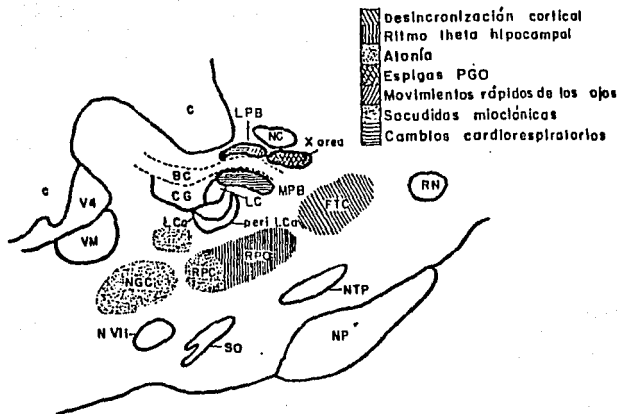 Desincronización cortical
Ritmo theta hipocampal
Atonía
Espigas PGO
Movimientos rápidos de los ojos
Sacudidas mioclónicas
Cambios cardiorespiratorios
C
LPB
NC
X area
BC
C
CG
MPB
RN
V4
LC
FTC
LCa
peri LCa
VM
RPO
NGC
RPC
NTP
N VII
SO
NP